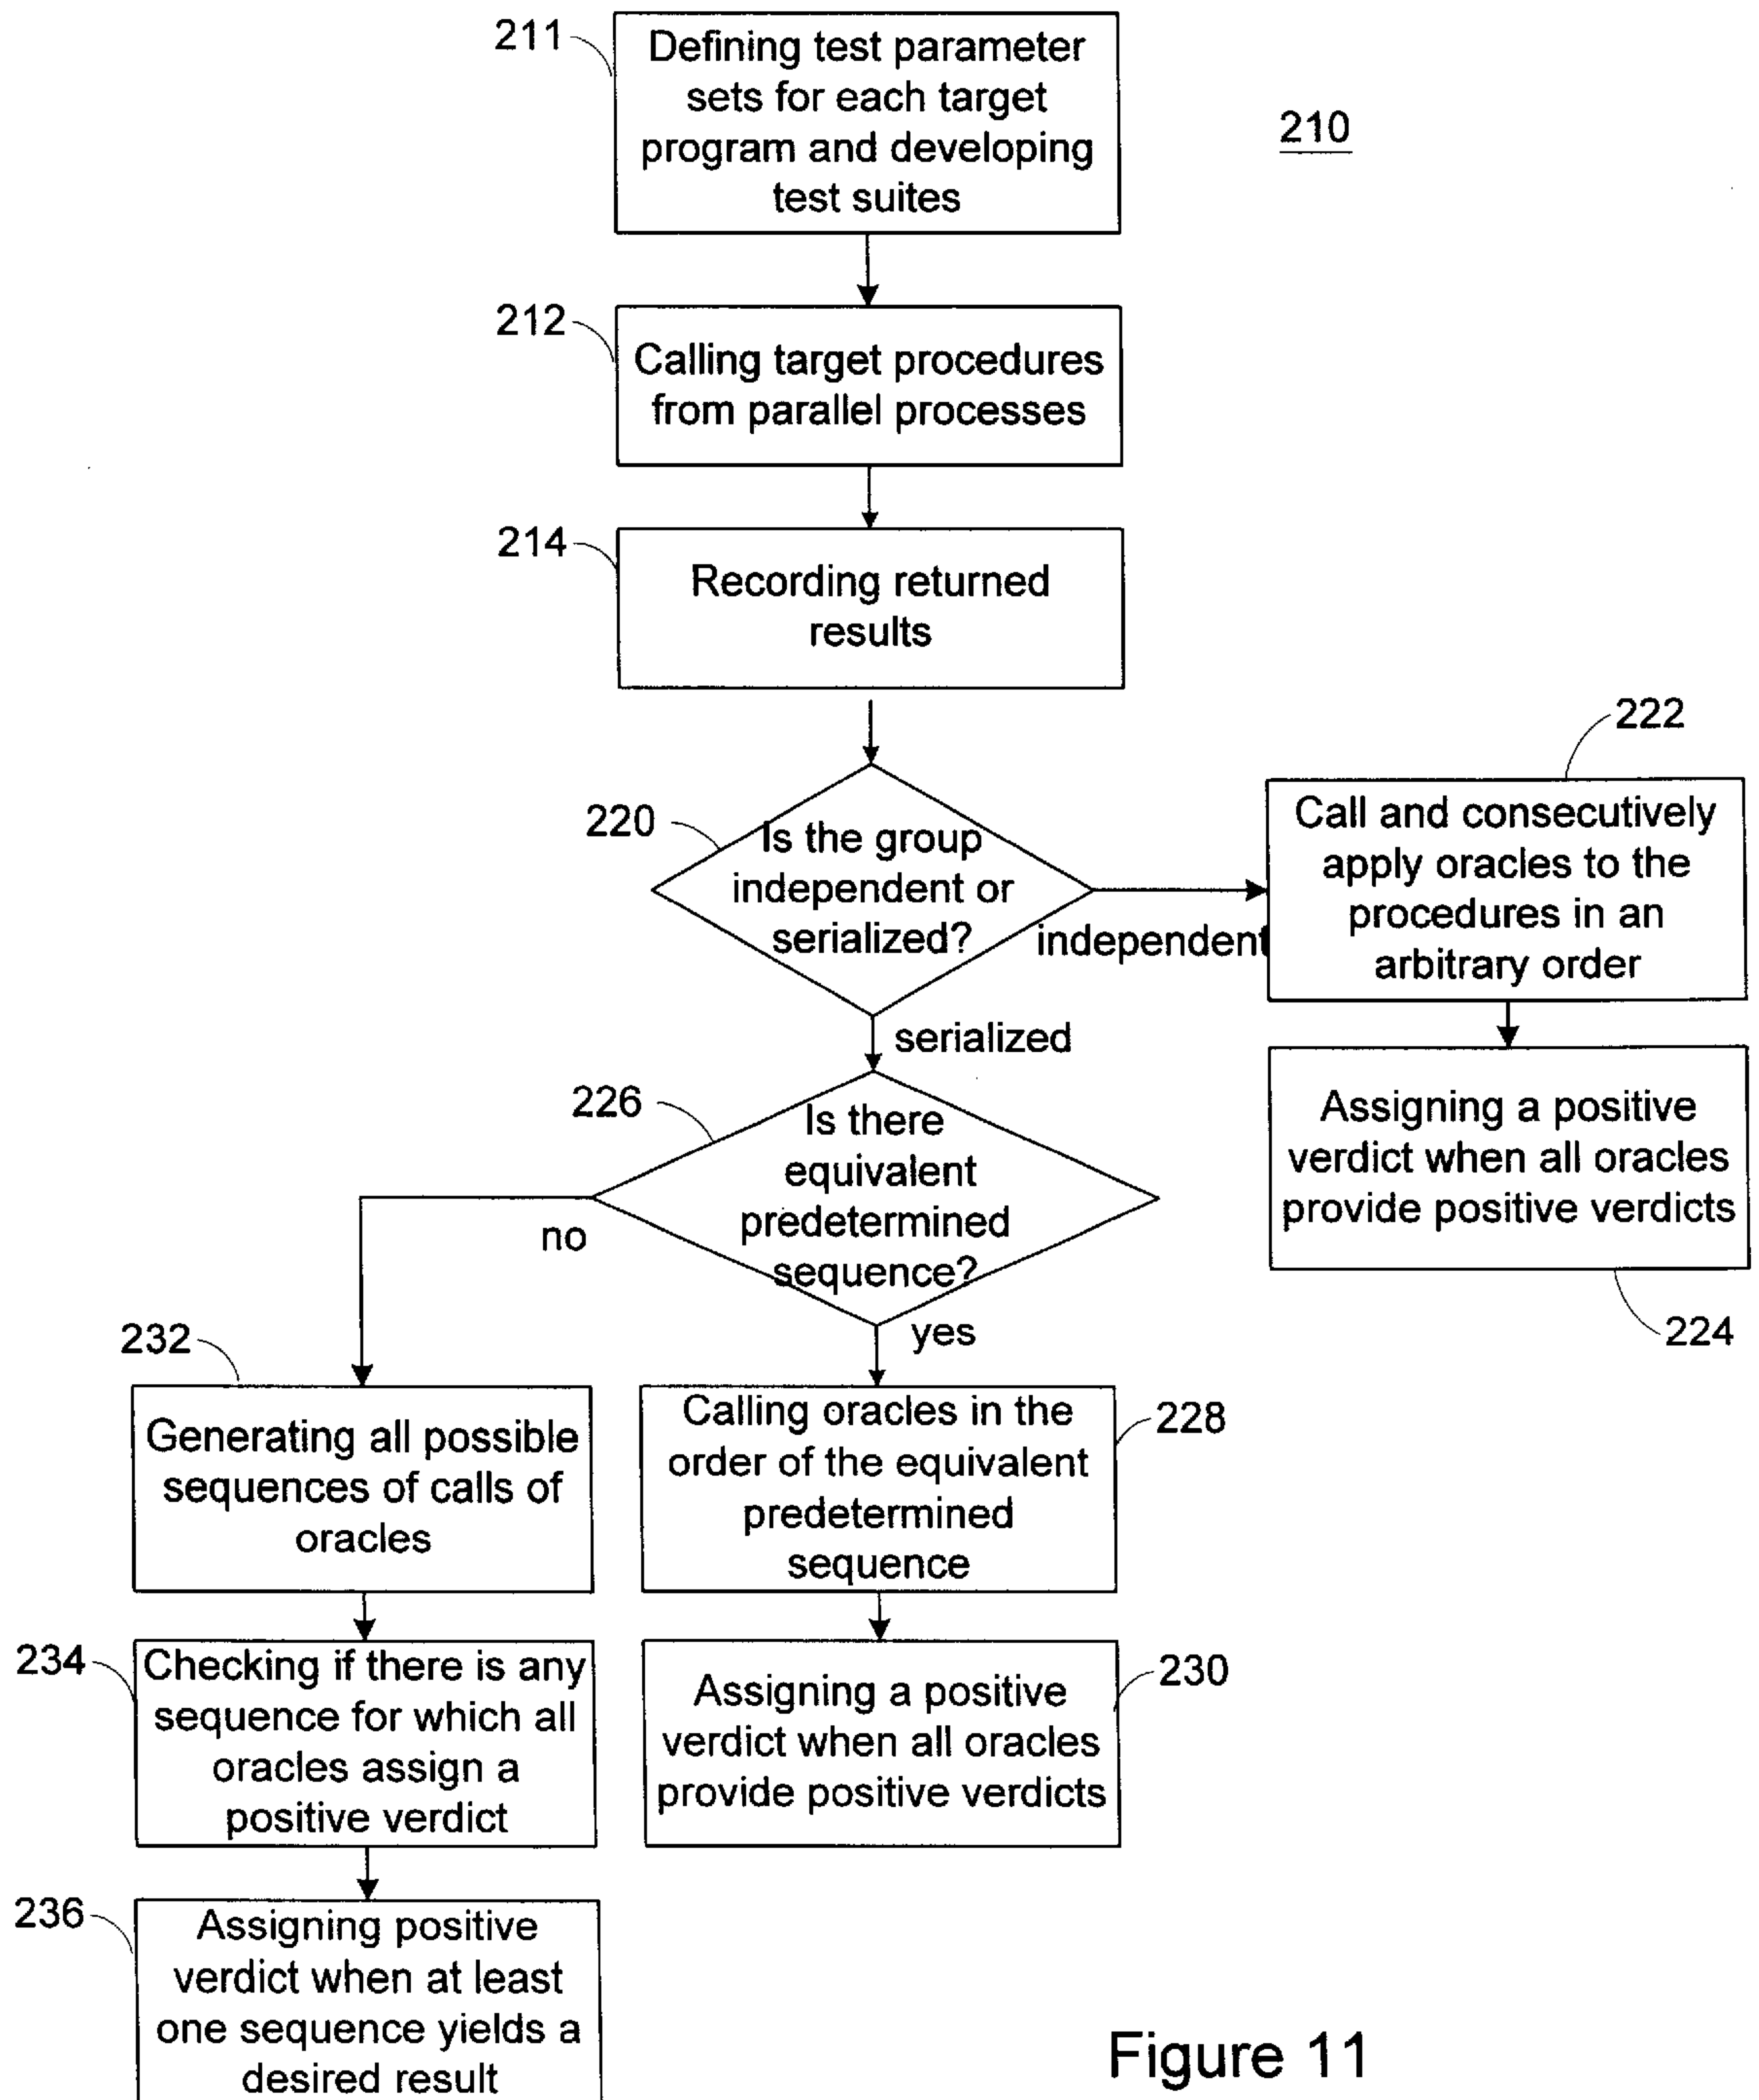 211
Defining test parameter
sets for each target
program and developing
test suites
210
212
Calling target procedures
from parallel processes
214
Recording returned
results
220
Is the group
independent or
serialized?
independent
222
Call and consecutively
apply oracles to the
procedures in an
arbitrary order
Assigning a positive
verdict when all oracles
provide positive verdicts
224
serialized
226
Is there
equivalent
predetermined
sequence?
no
yes
232
Generating all possible
sequences of calls of
oracles
Calling oracles in the
order of the equivalent
predetermined
sequence
228
234
Checking if there is any
sequence for which all
oracles assign a
positive verdict
Assigning a positive
verdict when all oracles
provide positive verdicts
230
236
Assigning positive
verdict when at least
one sequence yields a
desired result
Figure 11